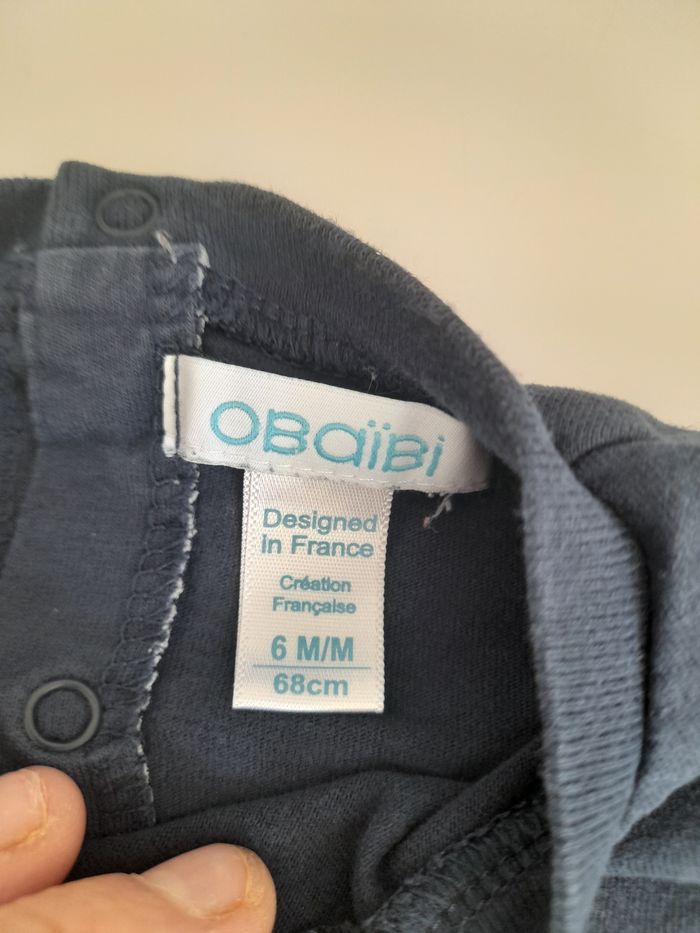 OBaïBi
Designed
in France
Création
Française
6 M/M
68cm